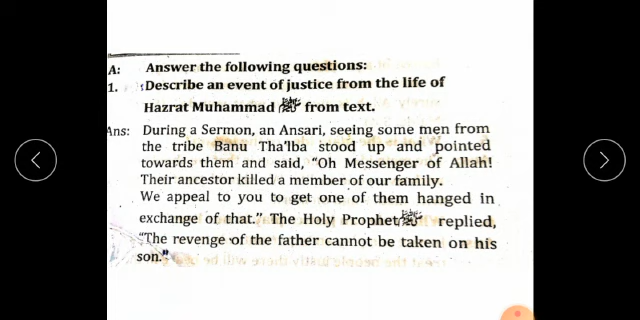 A: Answer the following questions:
1. Describe an event of justice from the life of
Hazrat Muhammad ﷺ from text.
Ans: During a Sermon, an Ansari, seeing some men from
the tribe Banu Tha'lba stood up and pointed
towards them and said, "Oh Messenger of Allah!
Their ancestor killed a member of our family.
We appeal to you to get one of them hanged in
exchange of that." The Holy Prophet ﷺ replied,
"The revenge of the father cannot be taken on his
son."